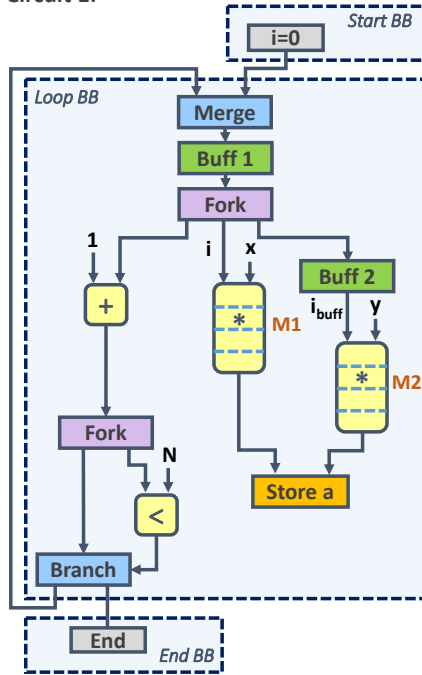 Circuit 1:
Start BB
i=0
Loop BB
Merge
Buff 1
Fork
1
i
x
Buff 2
+
*
M1
i_buff
y
*
M2
Fork
N
Store a
<
Branch
End
End BB